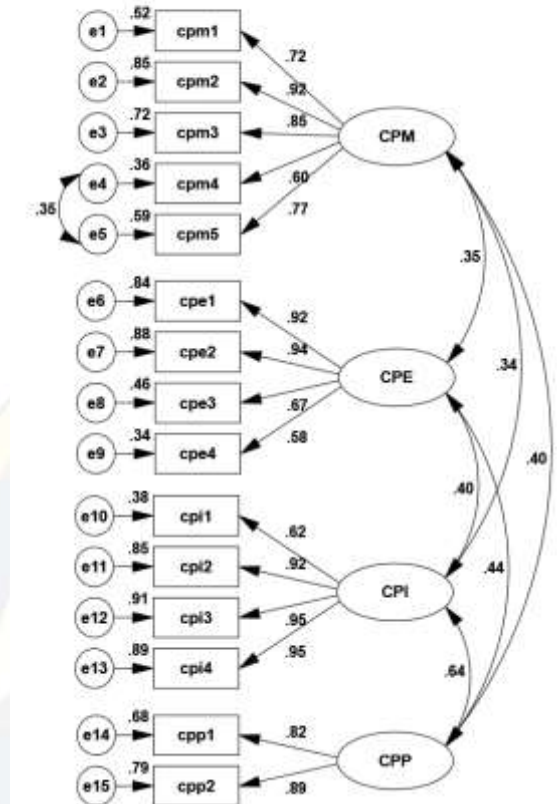 .52
e1 cpm1
.72
.85
e2 cpm2
.92
.72
e3 cpm3
.85
CPM
.36
e4 cpm4
.60
.35
.59
e5 cpm5
.77
.35
.84
e6 cpe1
.92
.88
e7 cpe2
.94
CPE
.34
.46
e8 cpe3
.67
.34
e9 cpe4
.58
.40
.40
.38
e10 cpi1
.62
.44
.85
e11 cpi2
.92
CPI
.91
e12 cpi3
.95
.89
e13 cpi4
.95
.64
.68
e14 cpp1
.82
CPP
.79
e15 cpp2
.89